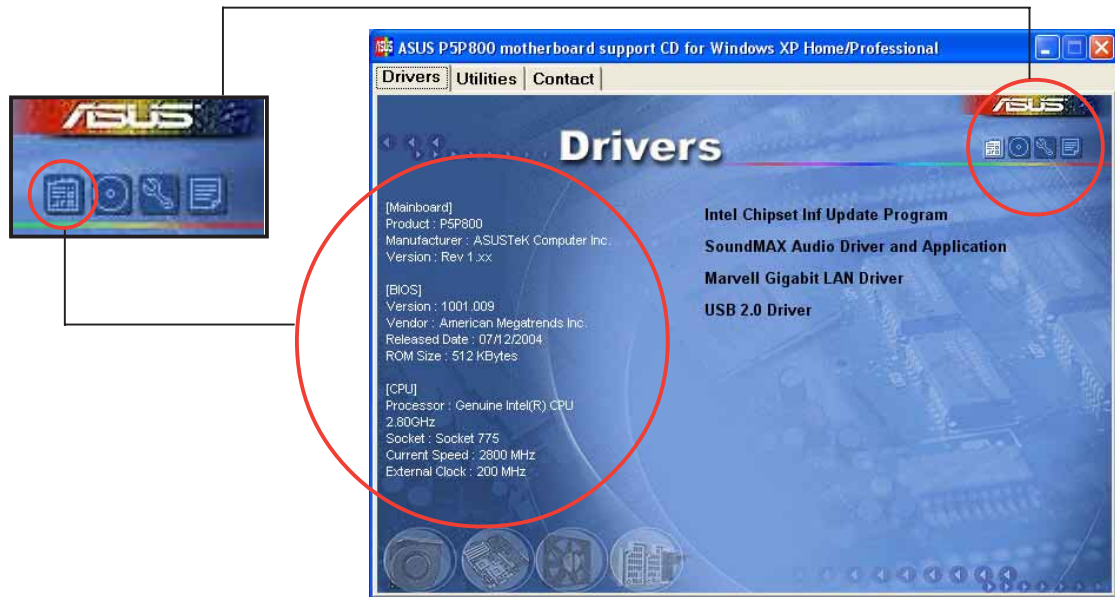 ASUS P5P800 motherboard support CD for Windows XP Home/Professional
Drivers Utilities Contact
ASUS
ASUS
Drivers
[Mainboard]
Product : P5P800
Manufacturer : ASUSTeK Computer Inc.
Version : Rev 1.xx
[BIOS]
Version : 1001.009
Vendor : American Megatrends Inc.
Released Date : 07/12/2004
ROM Size : 512 KBytes
[CPU]
Processor : Genuine Intel(R) CPU
2.80GHz
Socket : Socket 775
Current Speed : 2800 MHz
External Clock : 200 MHz
Intel Chipset Inf Update Program
SoundMAX Audio Driver and Application
Marvell Gigabit LAN Driver
USB 2.0 Driver